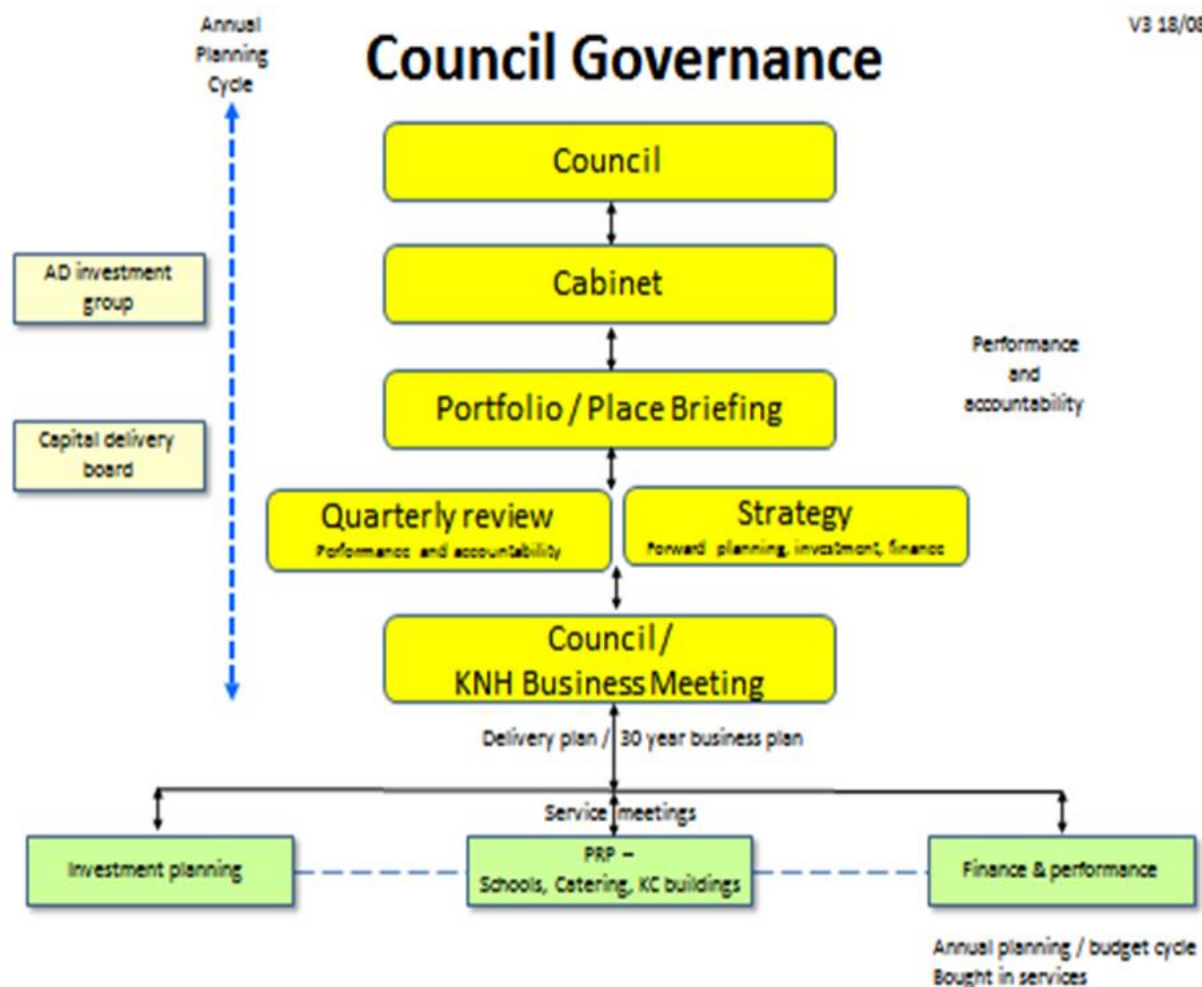 Annual
Planning
Cycle
Council Governance
V3 18/08
Council
Cabinet
AD investment
group
Performance
and
accountability
Portfolio / Place Briefing
Capital delivery
board
Quarterly review
Performance and accountability
Strategy
Forward planning, investment, finance
Council /
KNH Business Meeting
Delivery plan / 30 year business plan
Service meetings
Investment planning
PRP –
Schools, Catering, KC buildings
Finance & performance
Annual planning / budget cycle
Bought in services